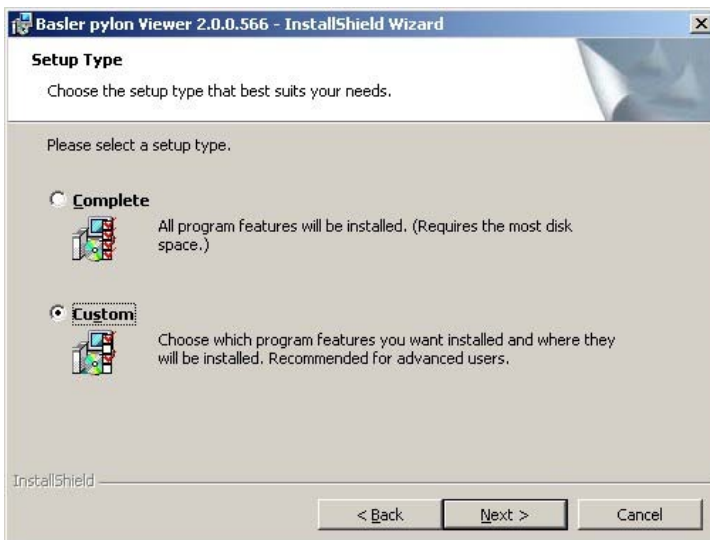 Basler pylon Viewer 2.0.0.566 - InstallShield Wizard
Setup Type
Choose the setup type that best suits your needs.
Please select a setup type.
Complete
All program features will be installed. (Requires the most disk
space.)
Custom
Choose which program features you want installed and where they
will be installed. Recommended for advanced users.
InstallShield
< Back
Next >
Cancel